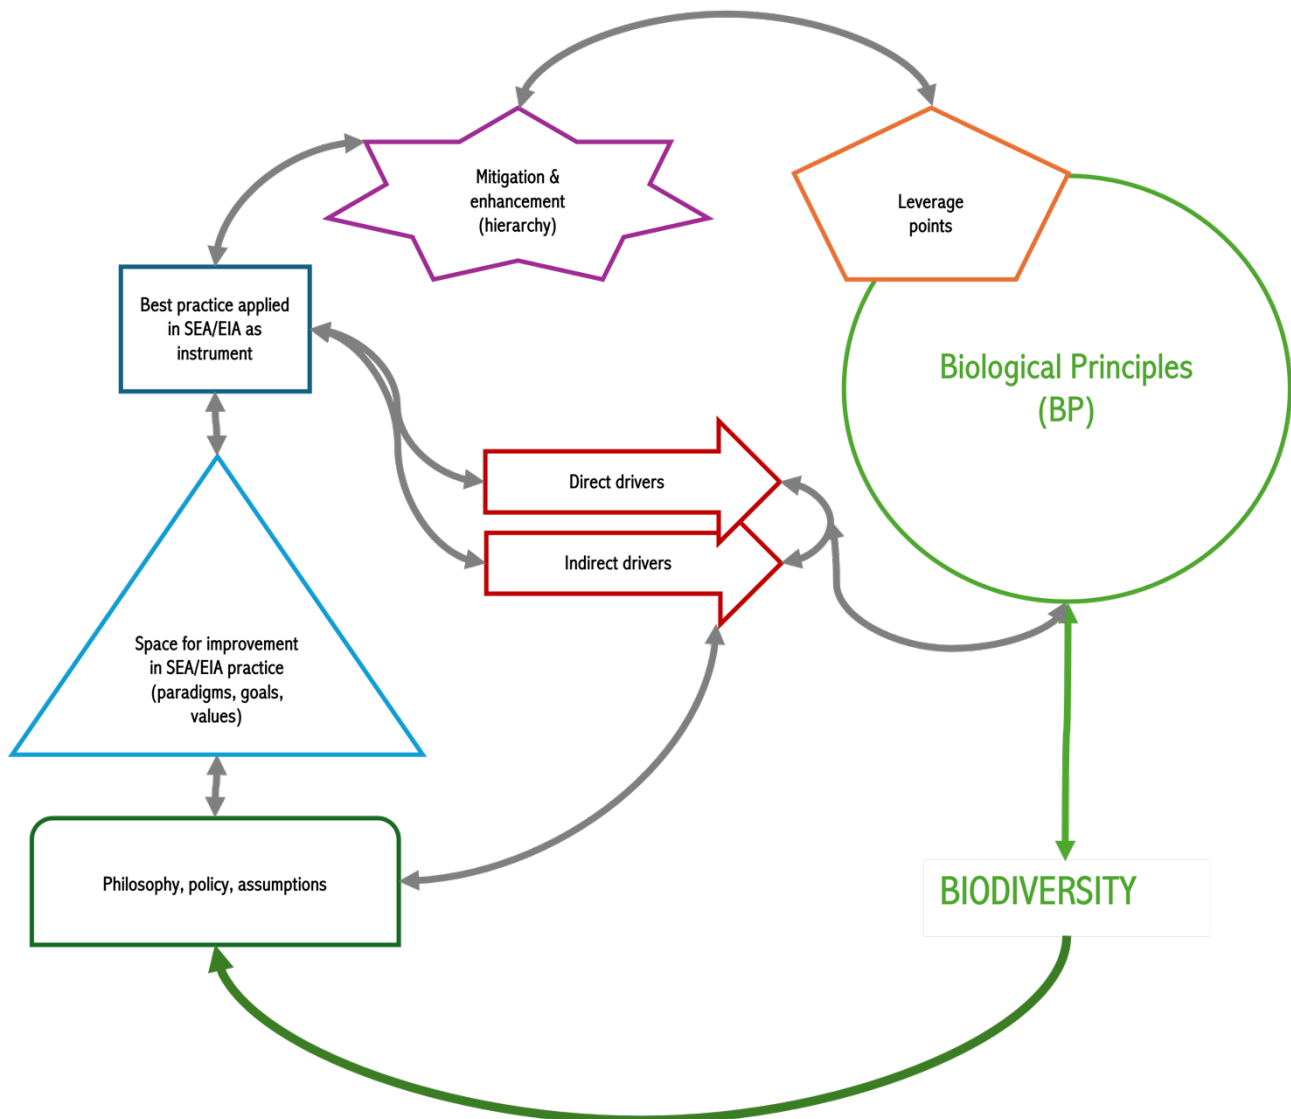 Mitigation &
enhancement
(hierarchy)
Leverage
points
Best practice applied
in SEA/EIA as
instrument
Biological Principles
(BP)
Direct drivers
Indirect drivers
Space for improvement
in SEA/EIA practice
(paradigms, goals,
values)
Philosophy, policy, assumptions
BIODIVERSITY